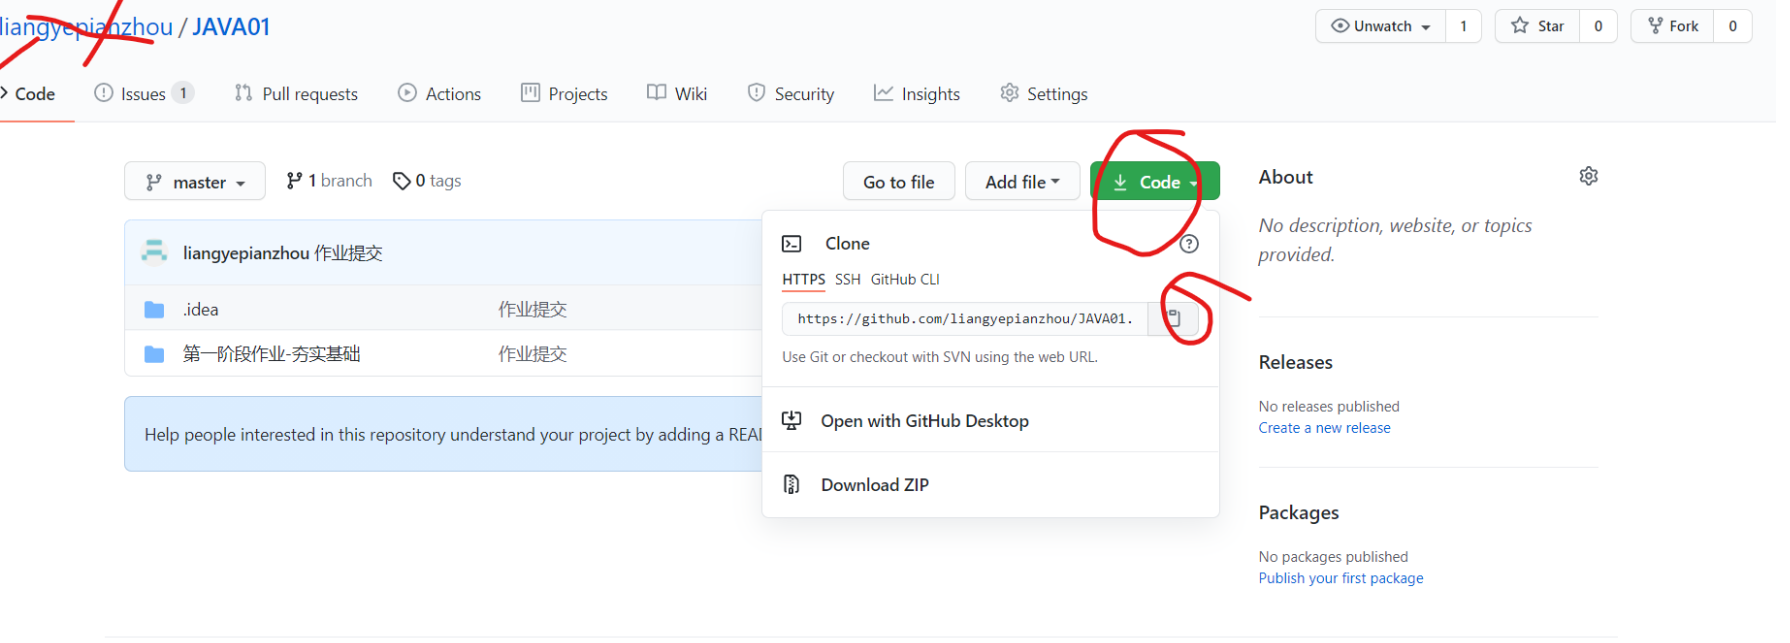 liangyepianzhou / JAVA01
Unwatch 1 Star 0 Fork 0
Code Issues 1 Pull requests Actions Projects Wiki Security Insights Settings
master 1 branch 0 tags Go to file Add file Code
About
No description, website, or topics
provided.
liangyepianzhou 作业提交
Clone
HTTPS SSH GitHub CLI
.idea 作业提交
https://github.com/liangyepianzhou/JAVA01.
第一阶段作业-夯实基础 作业提交
Use Git or checkout with SVN using the web URL.
Releases
No releases published
Create a new release
Open with GitHub Desktop
Help people interested in this repository understand your project by adding a REA
Download ZIP
Packages
No packages published
Publish your first package